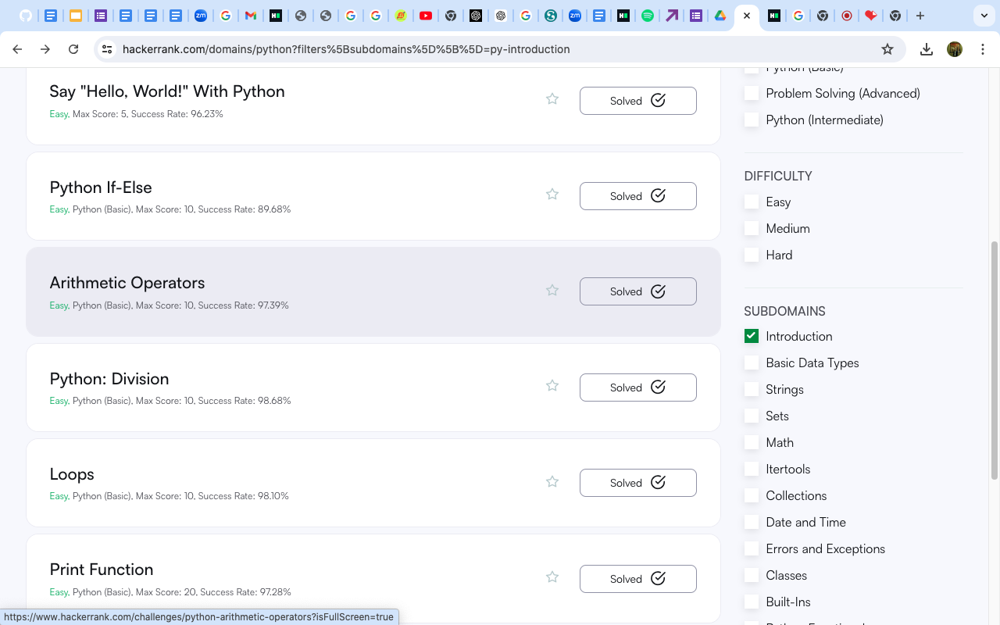 hackerrank.com/domains/python?filters%5Bsubdomains%5D%5B%5D=py-introduction
Say "Hello, World!" With Python
Easy, Max Score: 5, Success Rate: 96.23%
Solved
Python If-Else
Easy, Python (Basic), Max Score: 10, Success Rate: 89.68%
Solved
Arithmetic Operators
Easy, Python (Basic), Max Score: 10, Success Rate: 97.39%
Solved
Python: Division
Easy, Python (Basic), Max Score: 10, Success Rate: 98.68%
Solved
Loops
Easy, Python (Basic), Max Score: 10, Success Rate: 98.10%
Solved
Print Function
Easy, Python (Basic), Max Score: 20, Success Rate: 97.28%
Solved
Python (Basic)
Problem Solving (Advanced)
Python (Intermediate)
DIFFICULTY
Easy
Medium
Hard
SUBDOMAINS
Introduction
Basic Data Types
Strings
Sets
Math
Itertools
Collections
Date and Time
Errors and Exceptions
Classes
Built-Ins
https://www.hackerrank.com/challenges/python-arithmetic-operators?isFullScreen=true